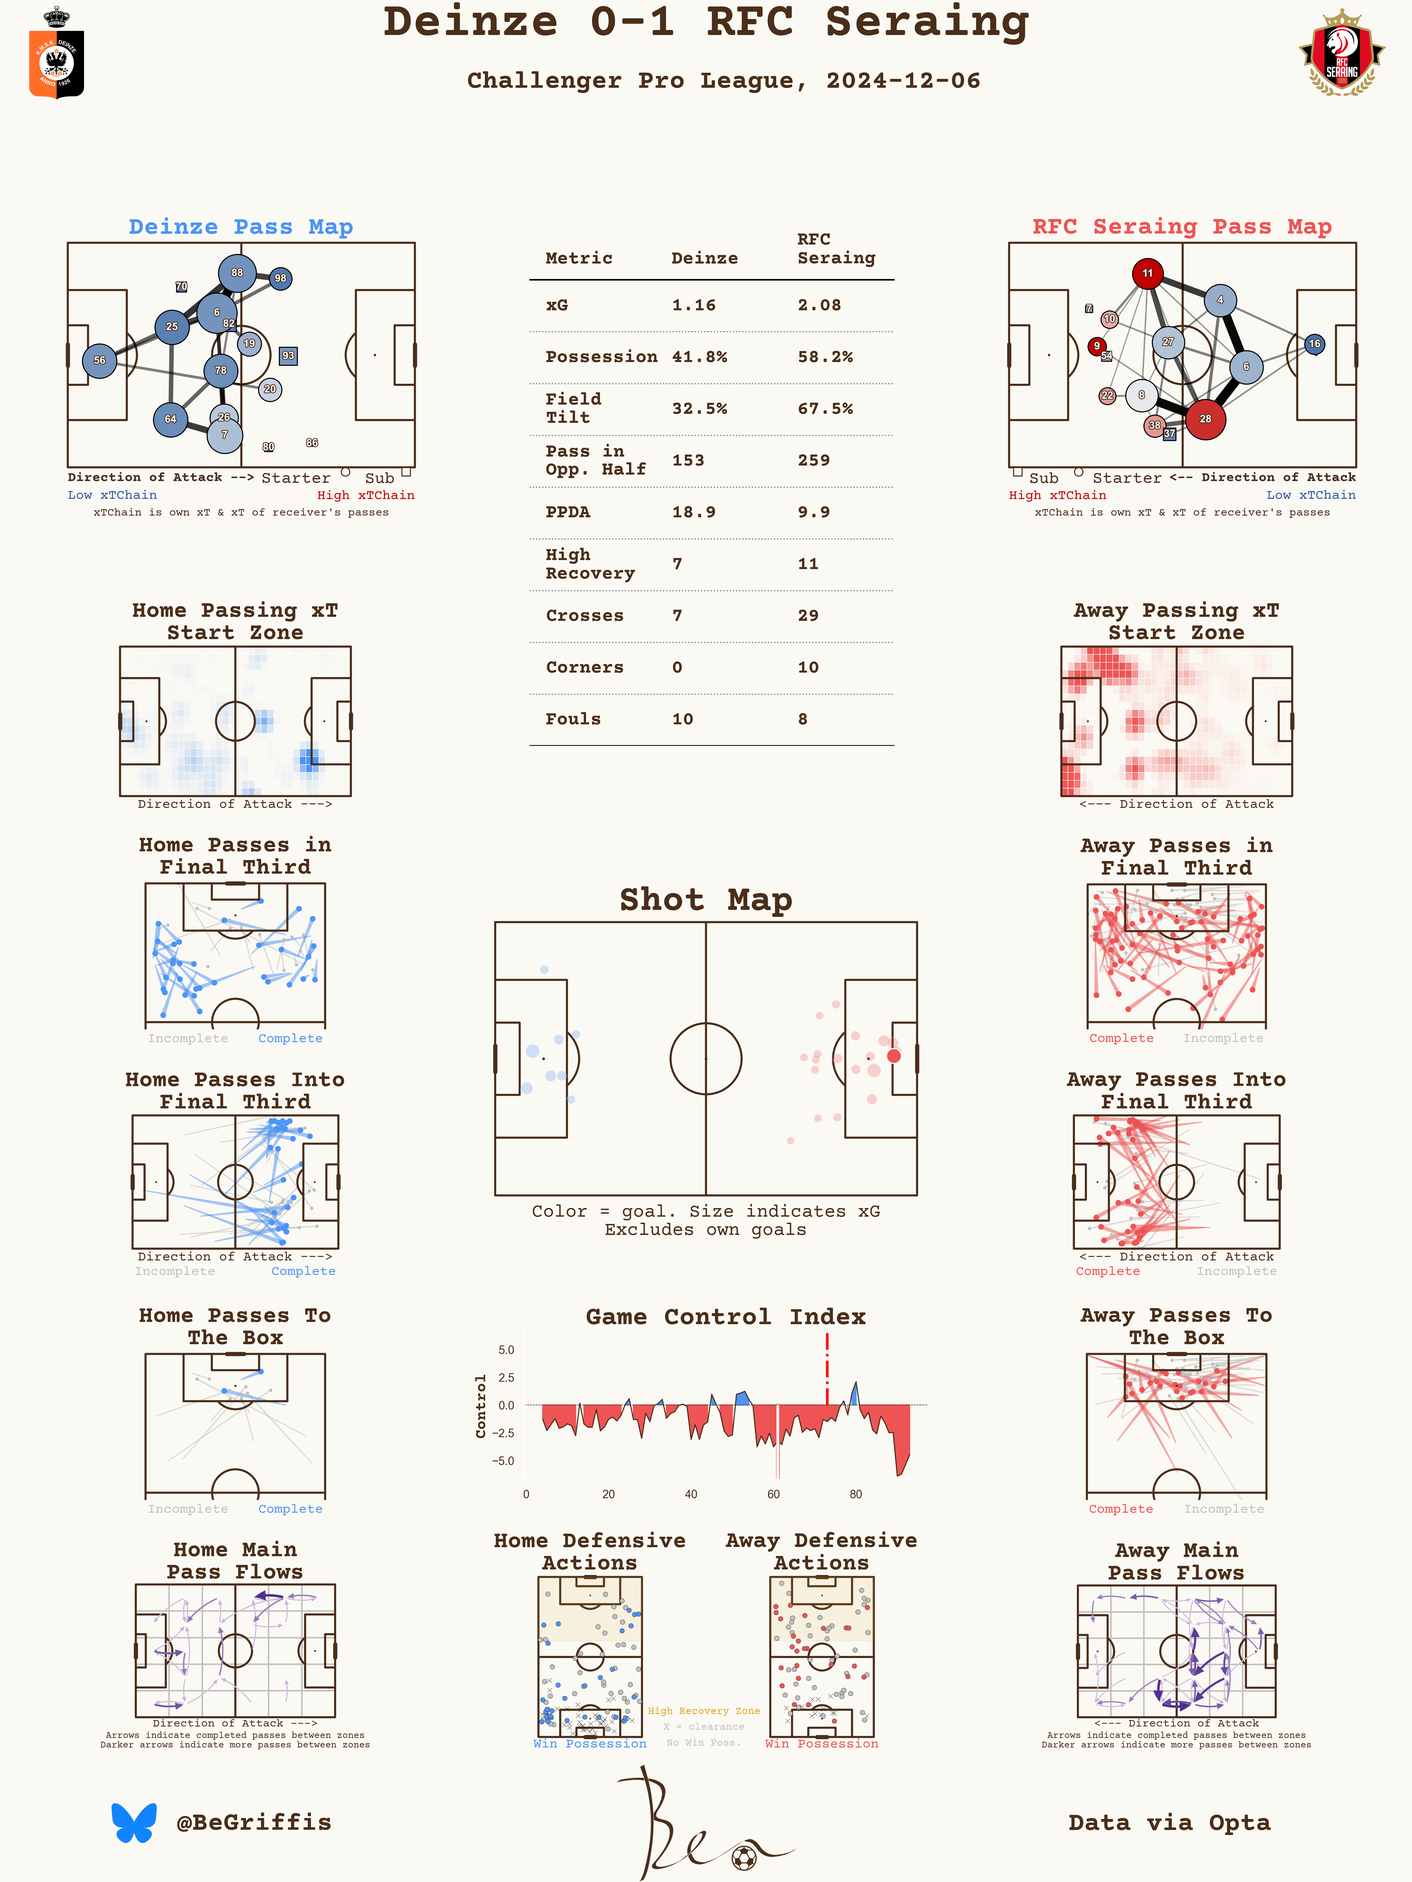 Deinze 0-1 RFC Seraing
Challenger Pro League, 2024-12-06
K.M.S.K. DEINZE
ANNO 1926
RFC
SERAING
Deinze Pass Map
88
98
70
6
82
25
19
93
56
78
20
64
26
7
80
86
Direction of Attack --> Starter Sub
Low xTChain High xTChain
xTChain is own xT & xT of receiver's passes
Metric Deinze RFC Seraing
xG 1.16 2.08
Possession 41.8% 58.2%
Field Tilt 32.5% 67.5%
Pass in Opp. Half 153 259
PPDA 18.9 9.9
High Recovery 7 11
Crosses 7 29
Corners 0 10
Fouls 10 8
RFC Seraing Pass Map
11
4
7
10
27
9
54
16
6
22
8
38
37
28
Sub Starter <-- Direction of Attack
High xTChain Low xTChain
xTChain is own xT & xT of receiver's passes
Home Passing xT
Start Zone
Direction of Attack --->
Away Passing xT
Start Zone
<--- Direction of Attack
Home Passes in
Final Third
Incomplete Complete
Away Passes in
Final Third
Complete Incomplete
Shot Map
Color = goal. Size indicates xG
Excludes own goals
Home Passes Into
Final Third
Direction of Attack --->
Incomplete Complete
Away Passes Into
Final Third
<--- Direction of Attack
Complete Incomplete
Home Passes To
The Box
Incomplete Complete
Game Control Index
Control
5.0
2.5
0.0
−2.5
−5.0
0 20 40 60 80
Away Passes To
The Box
Complete Incomplete
Home Main
Pass Flows
Direction of Attack --->
Arrows indicate completed passes between zones
Darker arrows indicate more passes between zones
Home Defensive
Actions
Win Possession
High Recovery Zone
X = clearance
No Win Poss.
Away Defensive
Actions
Win Possession
Away Main
Pass Flows
<--- Direction of Attack
Arrows indicate completed passes between zones
Darker arrows indicate more passes between zones
@BeGriffis
Ben
Data via Opta